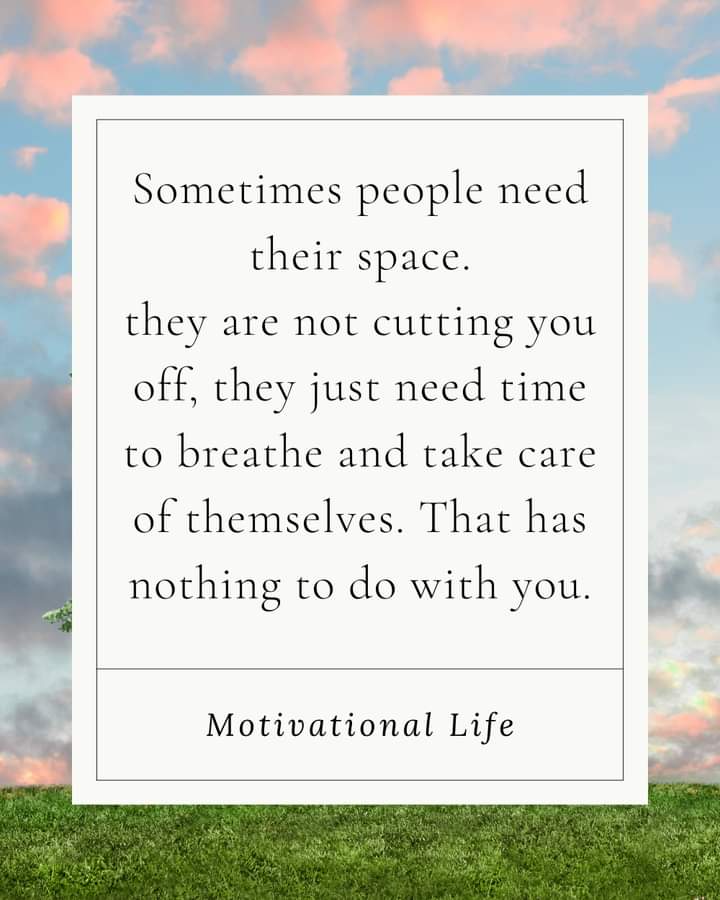 Sometimes people need
their space.
they are not cutting you
off, they just need time
to breathe and take care
of themselves. That has
nothing to do with you.
Motivational Life